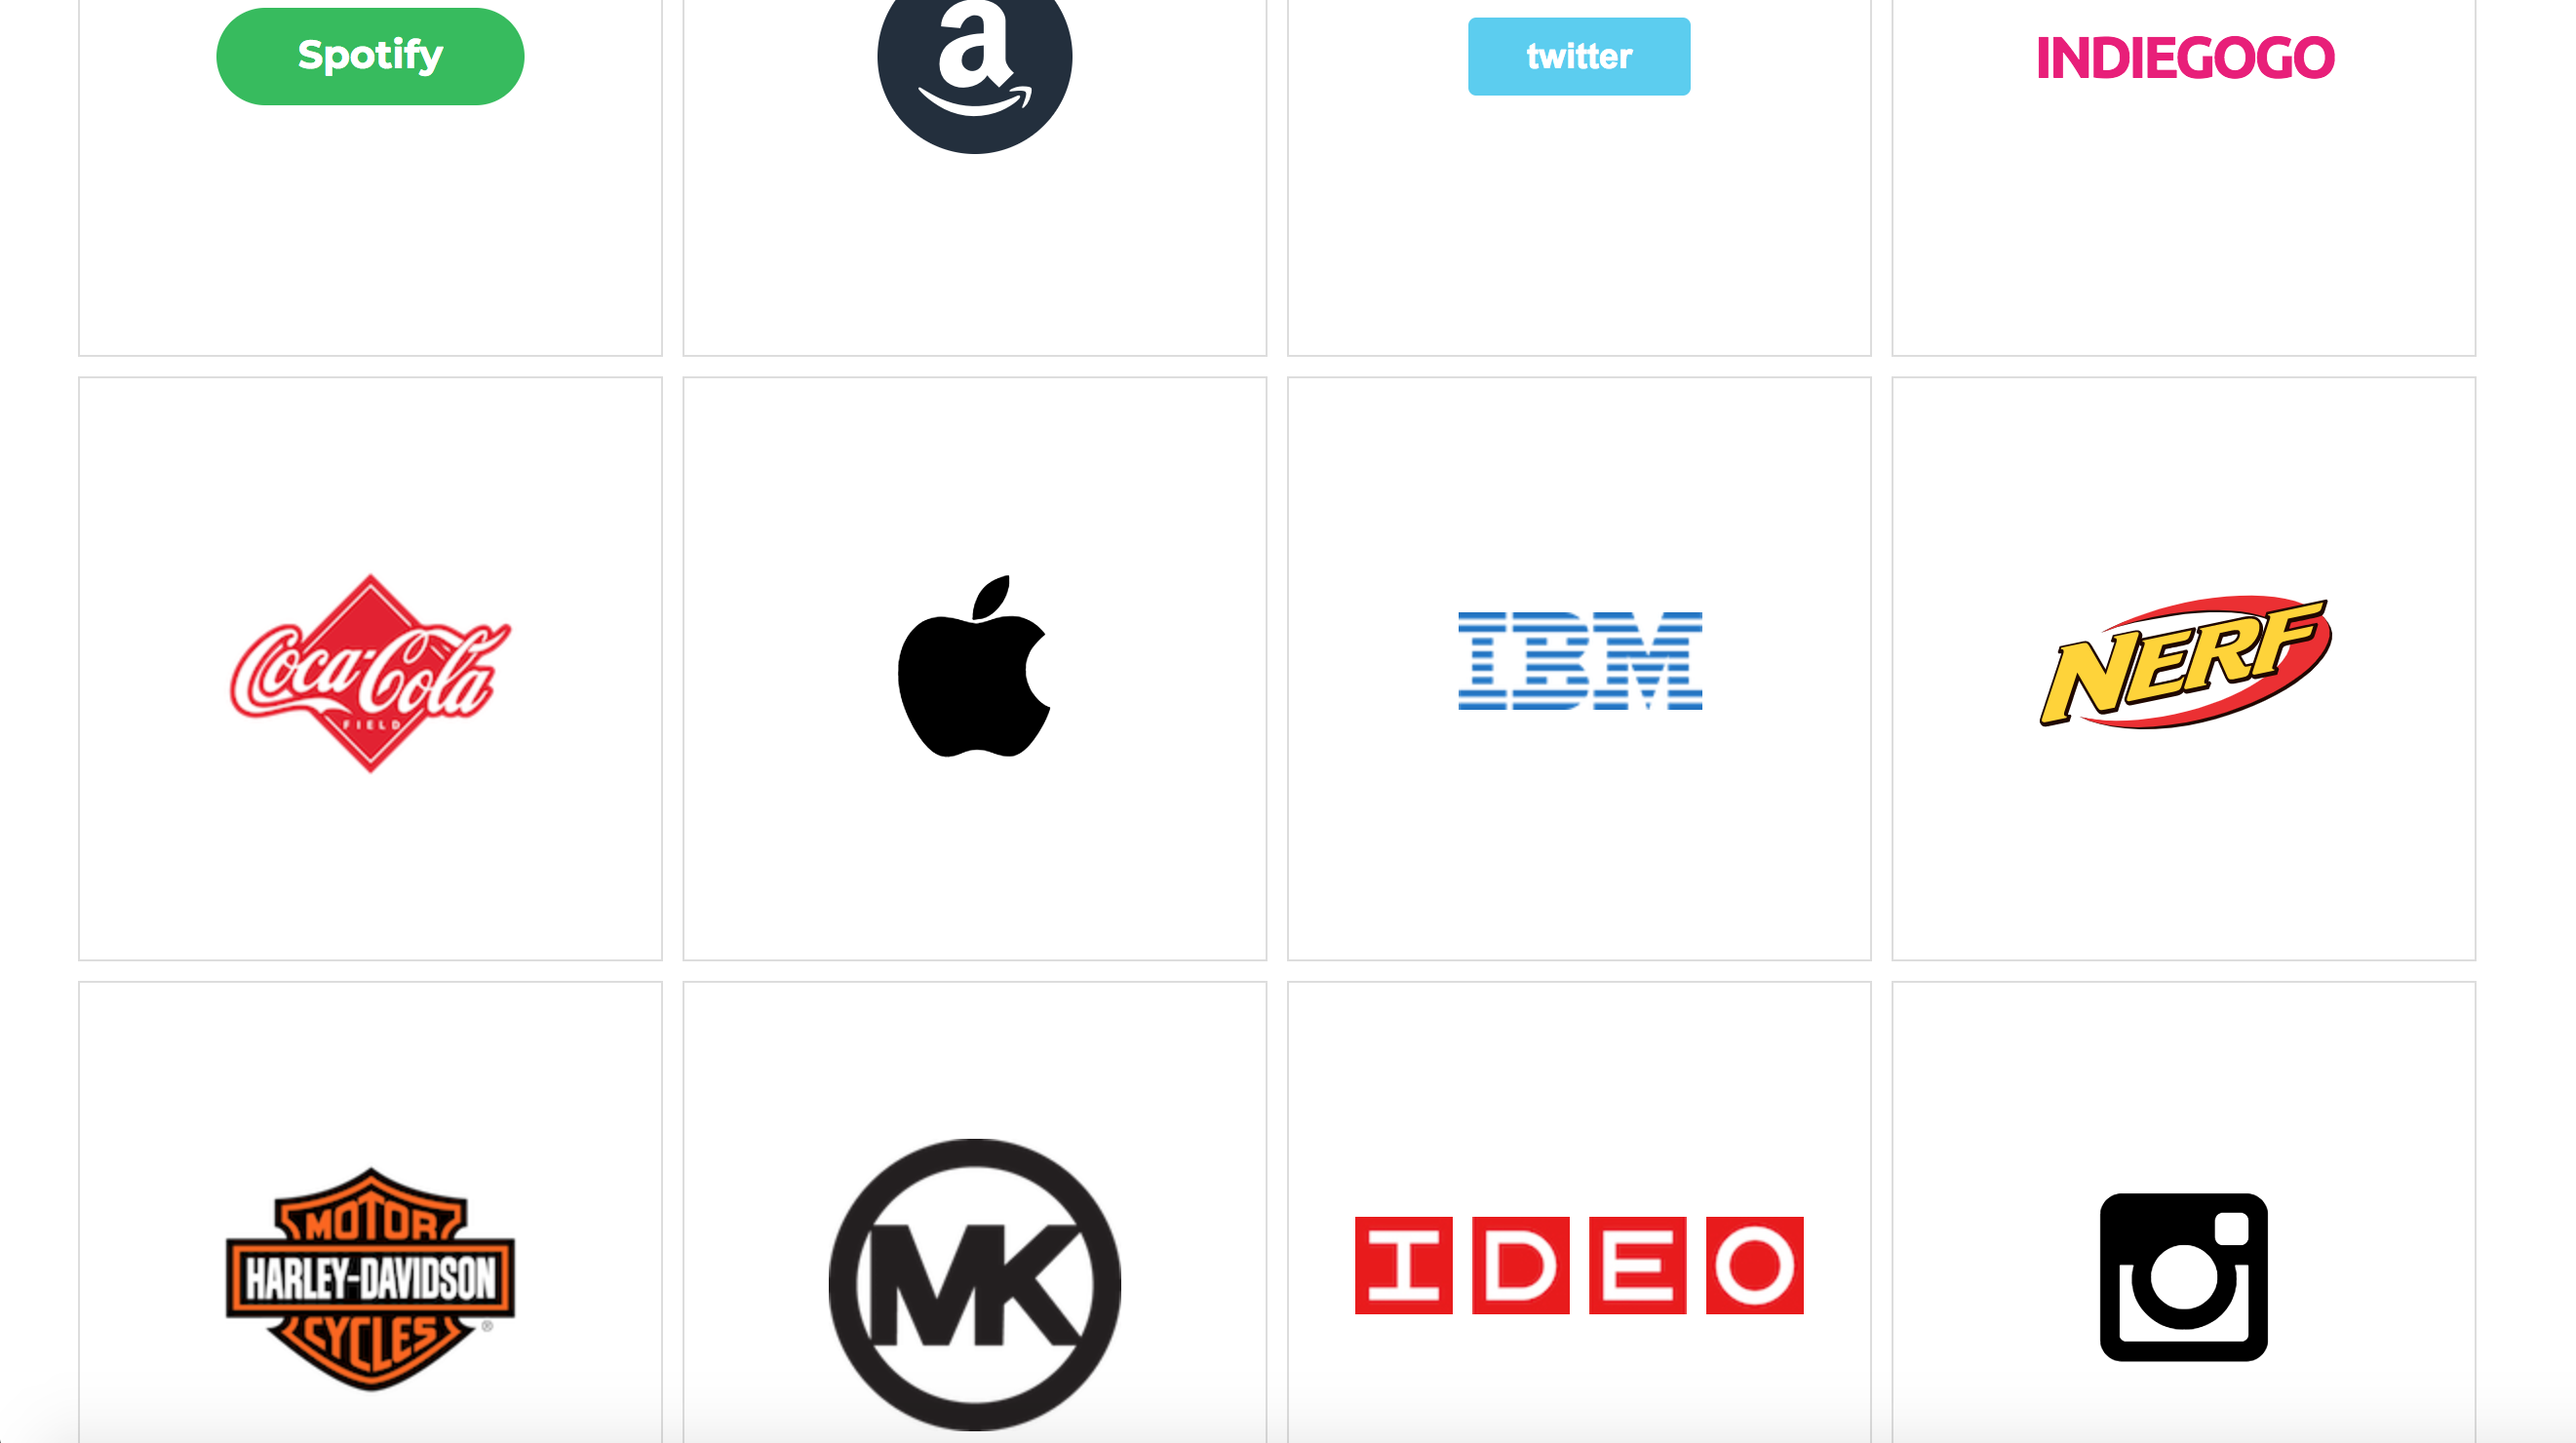 Spotify
a
twitter
INDIEGOGO
Coca-Cola
FIELD
IBM
NERF
MOTOR
HARLEY-DAVIDSON
CYCLES
®
MK
IDEO